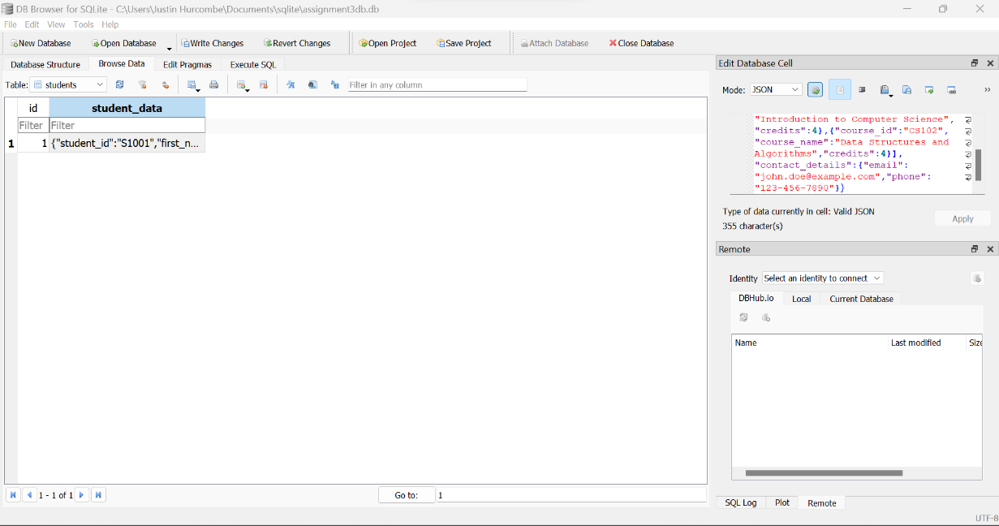 DB Browser for SQLite - C:\Users\Justin Hurcombe\Documents\sqlite\assignment3db.db
File Edit View Tools Help
New Database Open Database Write Changes Revert Changes Open Project Save Project Attach Database Close Database
Database Structure Browse Data Edit Pragmas Execute SQL
Table: students Filter in any column
id student_data
Filter Filter
1 1 {"student_id":"S1001","first_n...
1 - 1 of 1 Go to: 1
Edit Database Cell
Mode: JSON
"Introduction to Computer Science",
"credits":4},{"course_id":"CS102",
"course_name":"Data Structures and
Algorithms","credits":4}],
"contact_details":{"email":
"john.doe@example.com","phone":
"123-456-7890"}}
Type of data currently in cell: Valid JSON
355 character(s)
Apply
Remote
Identity Select an identity to connect
DBHub.io Local Current Database
Name Last modified Size
SQL Log Plot Remote
UTF-8